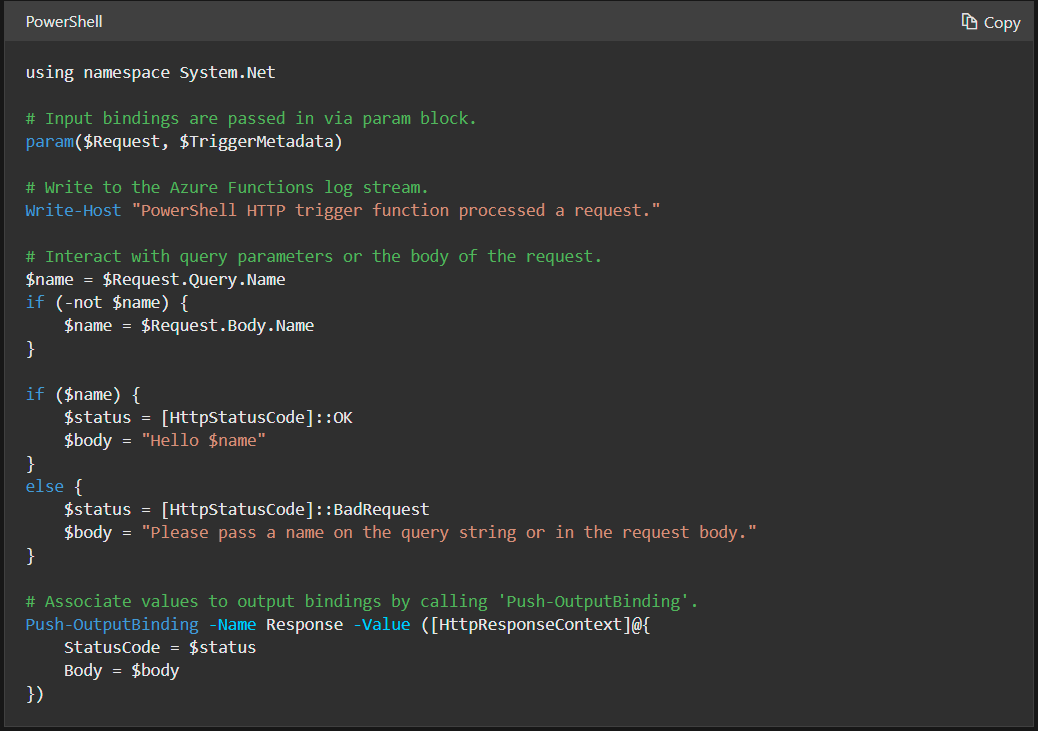 PowerShell
Copy
using namespace System.Net
# Input bindings are passed in via param block.
param($Request, $TriggerMetadata)
# Write to the Azure Functions log stream.
Write-Host "PowerShell HTTP trigger function processed a request."
# Interact with query parameters or the body of the request.
$name = $Request.Query.Name
if (-not $name) {
    $name = $Request.Body.Name
}
if ($name) {
    $status = [HttpStatusCode]::OK
    $body = "Hello $name"
}
else {
    $status = [HttpStatusCode]::BadRequest
    $body = "Please pass a name on the query string or in the request body."
}
# Associate values to output bindings by calling 'Push-OutputBinding'.
Push-OutputBinding -Name Response -Value ([HttpResponseContext]@{
    StatusCode = $status
    Body = $body
})